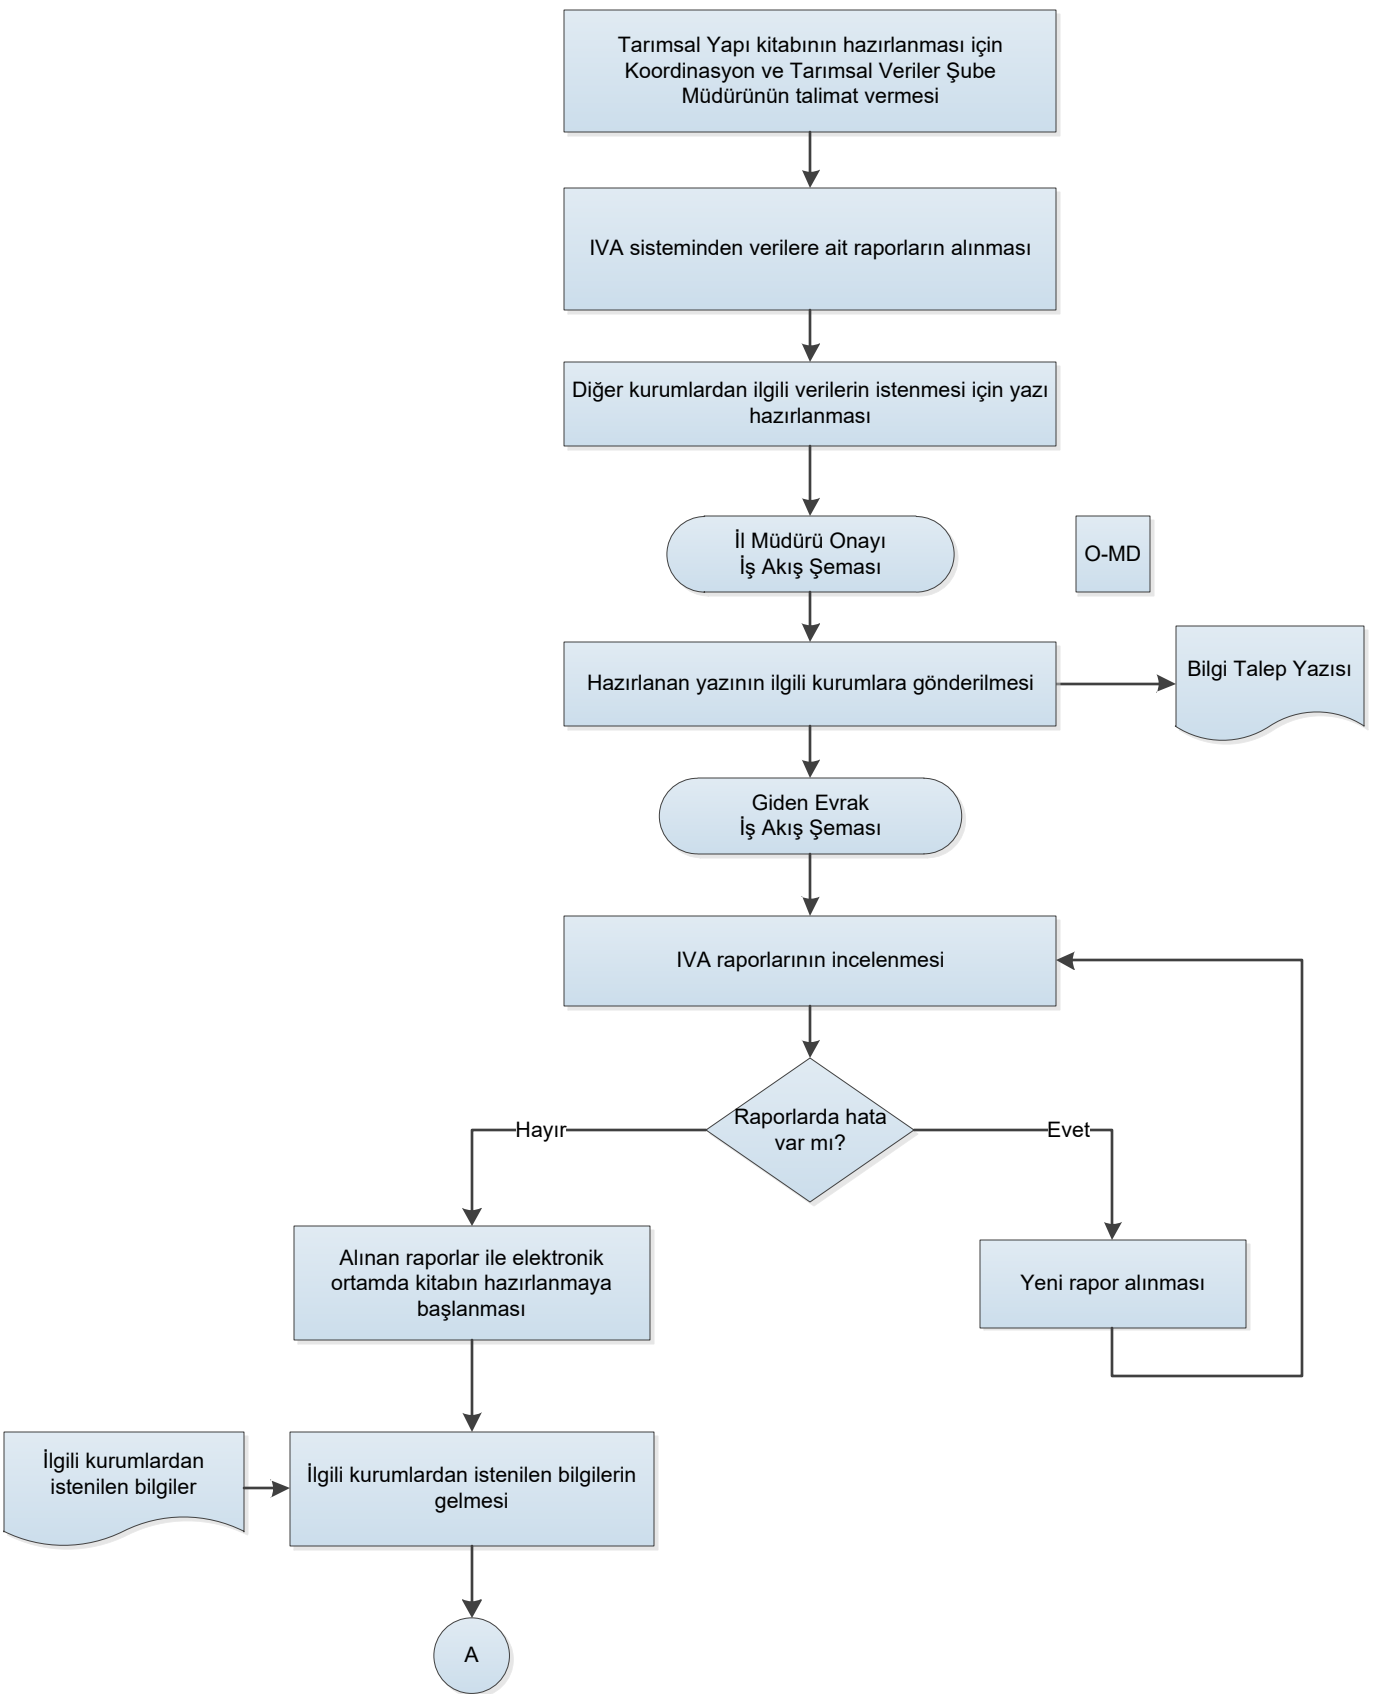 Tarımsal Yapı kitabının hazırlanması için
Koordinasyon ve Tarımsal Veriler Şube
Müdürünün talimat vermesi
IVA sisteminden verilere ait raporların alınması
Diğer kurumlardan ilgili verilerin istenmesi için yazı
hazırlanması
İl Müdürü Onayı
İş Akış Şeması
O-MD
Hazırlanan yazının ilgili kurumlara gönderilmesi
Bilgi Talep Yazısı
Giden Evrak
İş Akış Şeması
IVA raporlarının incelenmesi
Raporlarda hata
var mı?
Hayır
Evet
Alınan raporlar ile elektronik
ortamda kitabın hazırlanmaya
başlanması
Yeni rapor alınması
İlgili kurumlardan
istenilen bilgiler
İlgili kurumlardan istenilen bilgilerin
gelmesi
A